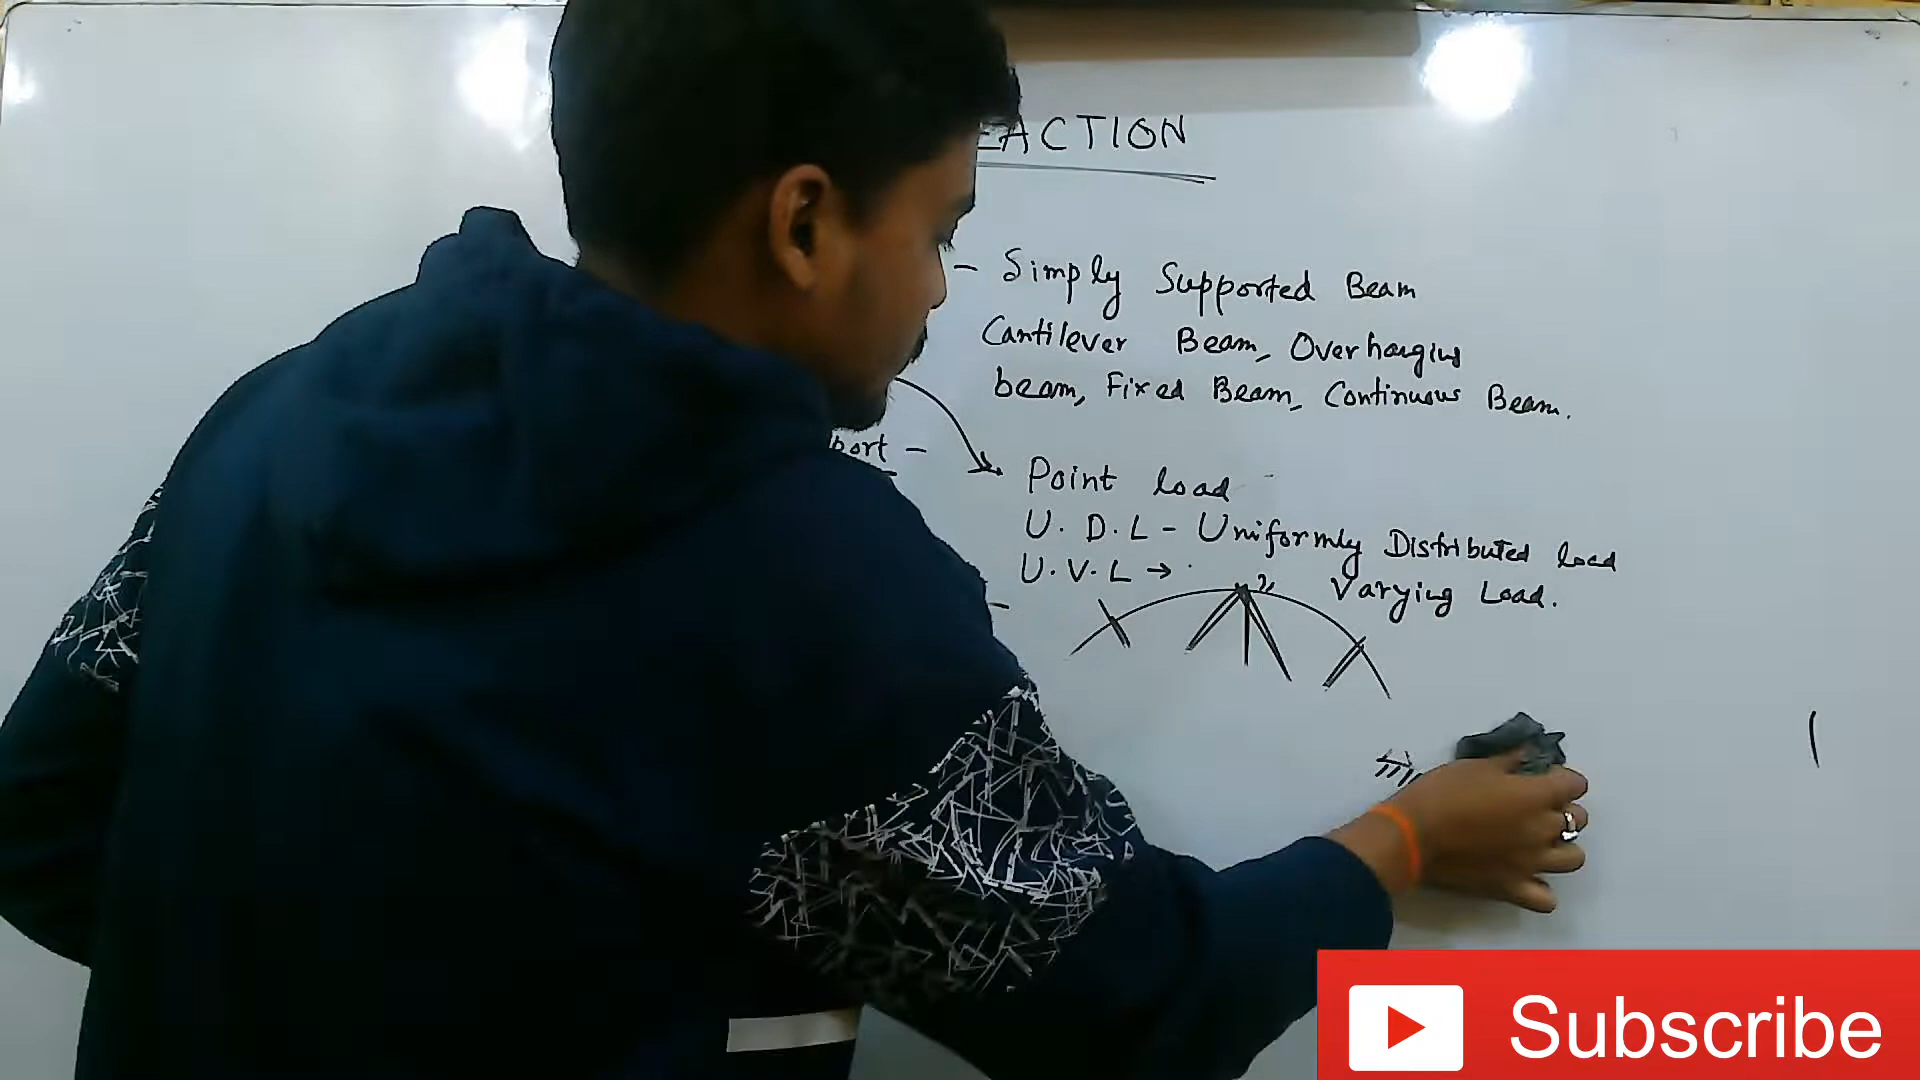 EACTION
- Simply Supported Beam
Cantilever Beam, Overhanging
beam, Fixed Beam, Continuous Beam.
port -
Point load
U. D. L - Uniformly Distributed load
U. V. L → Varying Load.
Subscribe